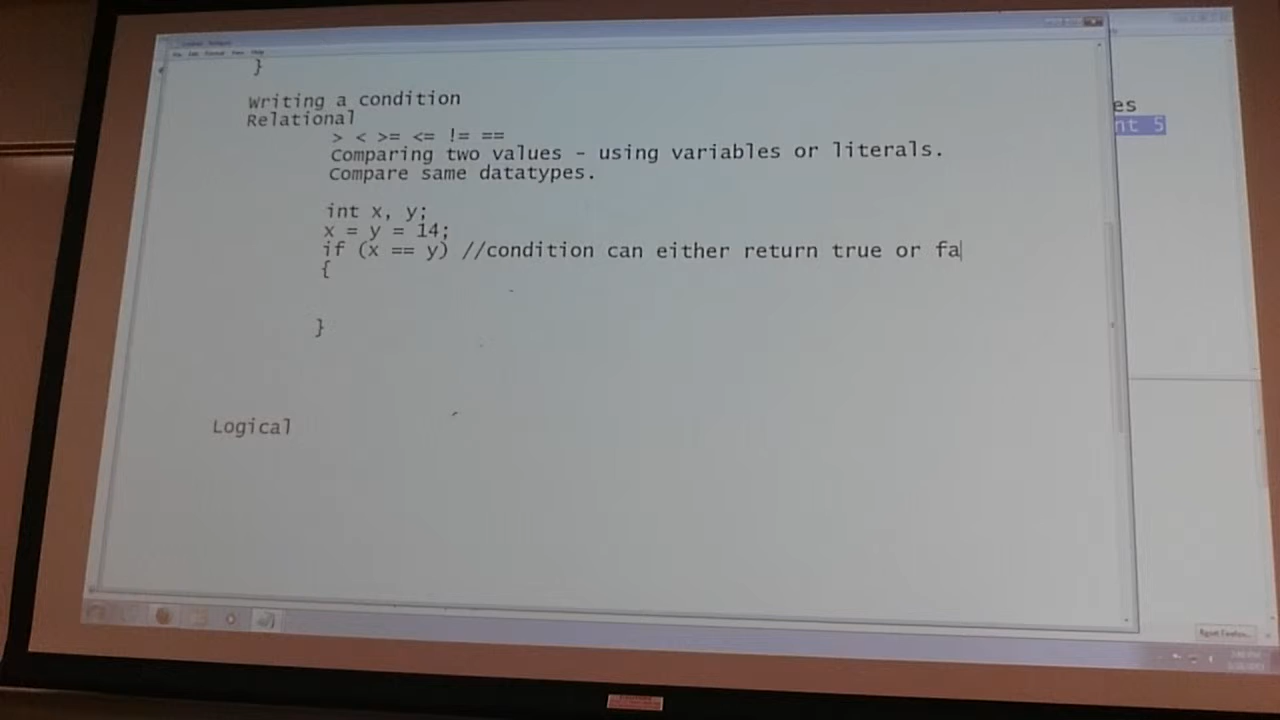 }
Writing a condition
Relational
> < >= <= != ==
Comparing two values - using variables or literals.
Compare same datatypes.
int x, y;
x = y = 14;
if (x == y) //condition can either return true or fa
{
}
Logical
es
nt 5